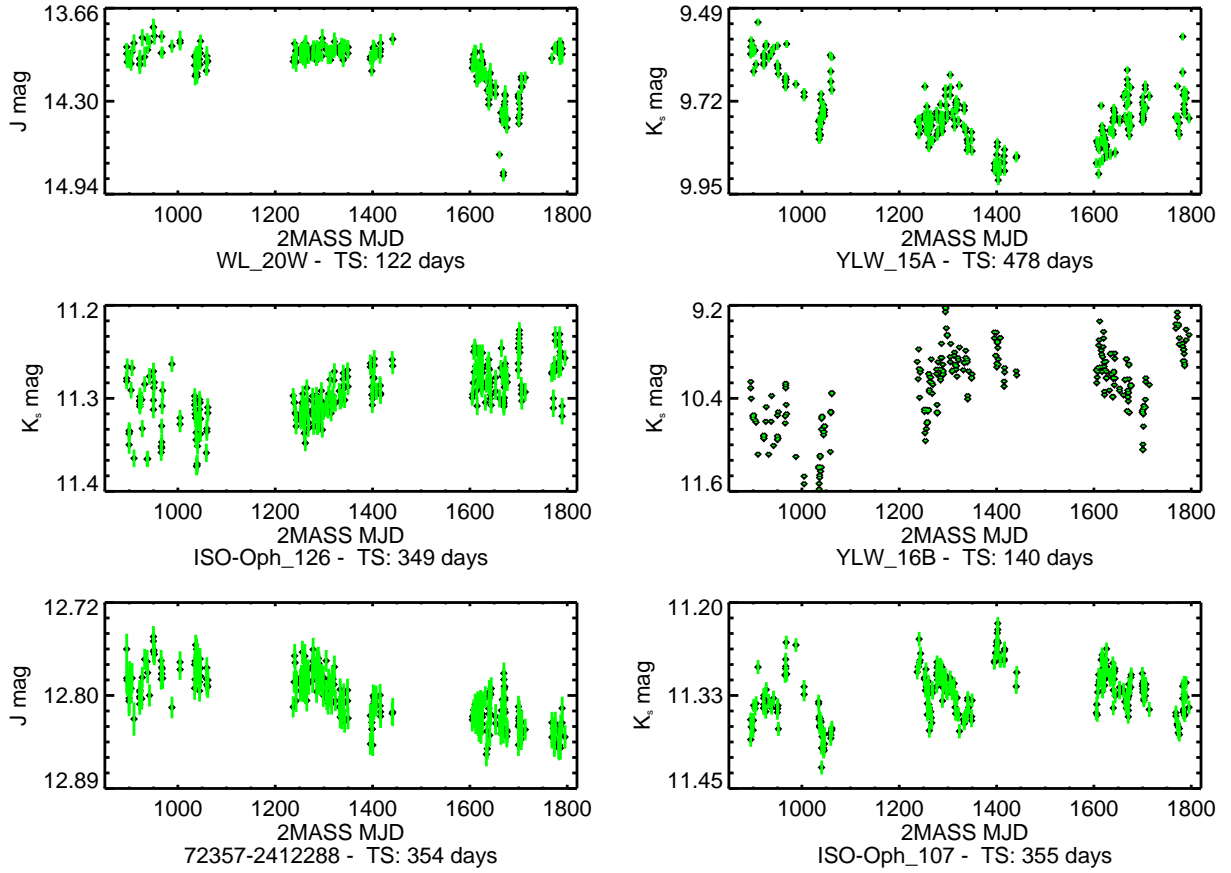 13.66
14.30
14.94
J mag
1000 1200 1400 1600 1800
2MASS MJD
WL_20W - TS: 122 days
9.49
9.72
9.95
Ks mag
1000 1200 1400 1600 1800
2MASS MJD
YLW_15A - TS: 478 days
11.2
11.3
11.4
Ks mag
1000 1200 1400 1600 1800
2MASS MJD
ISO-Oph_126 - TS: 349 days
9.2
10.4
11.6
Ks mag
1000 1200 1400 1600 1800
2MASS MJD
YLW_16B - TS: 140 days
12.72
12.80
12.89
J mag
1000 1200 1400 1600 1800
2MASS MJD
72357-2412288 - TS: 354 days
11.20
11.33
11.45
Ks mag
1000 1200 1400 1600 1800
2MASS MJD
ISO-Oph_107 - TS: 355 days